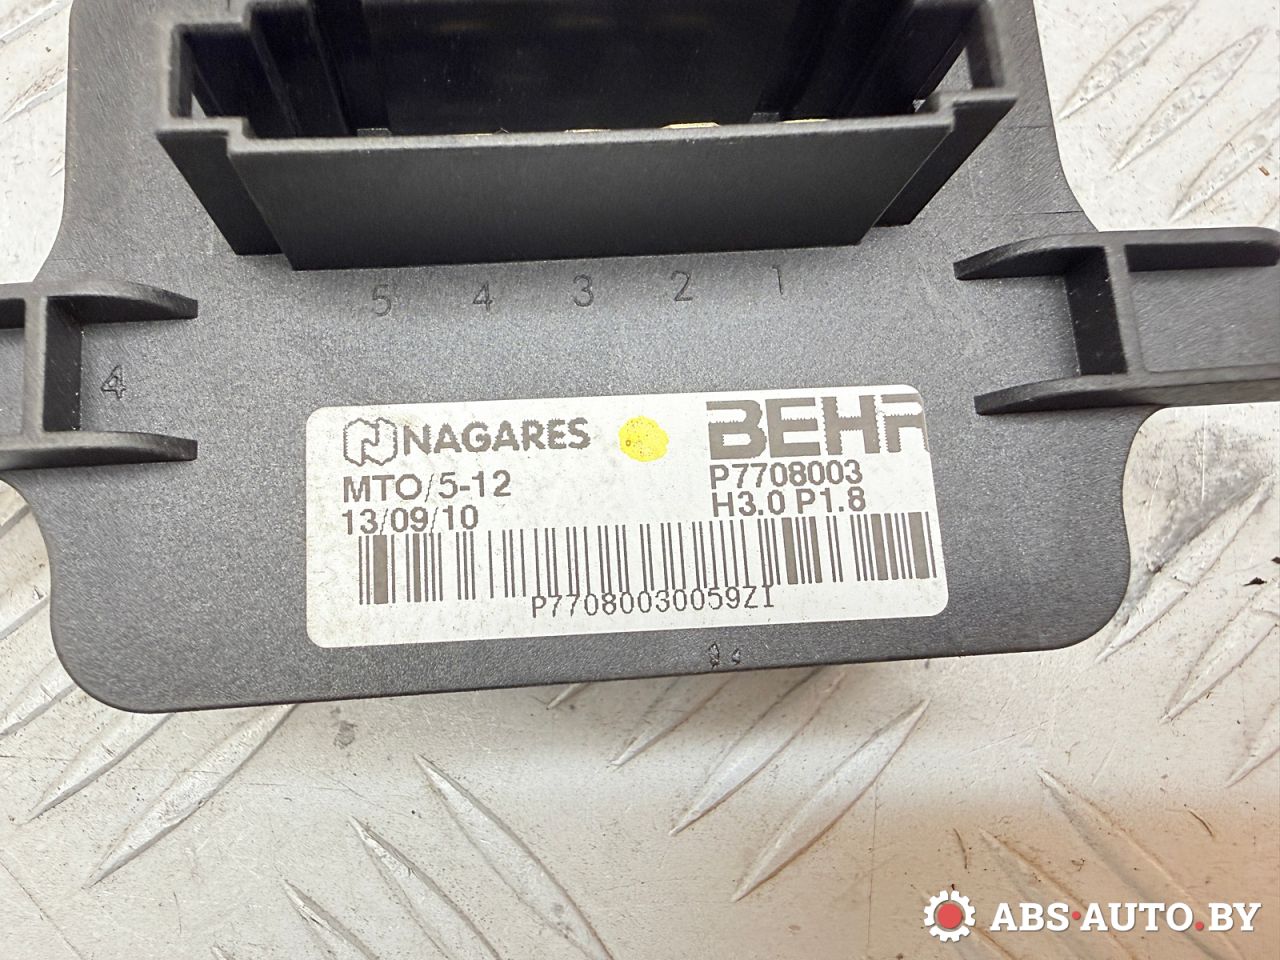 5 4 3 2 1
4
NAGARES
BEHR
MTO/5-12
P7708003
13/09/10
H3.0 P1.8
P77080030059ZI
ABS·AUTO.BY